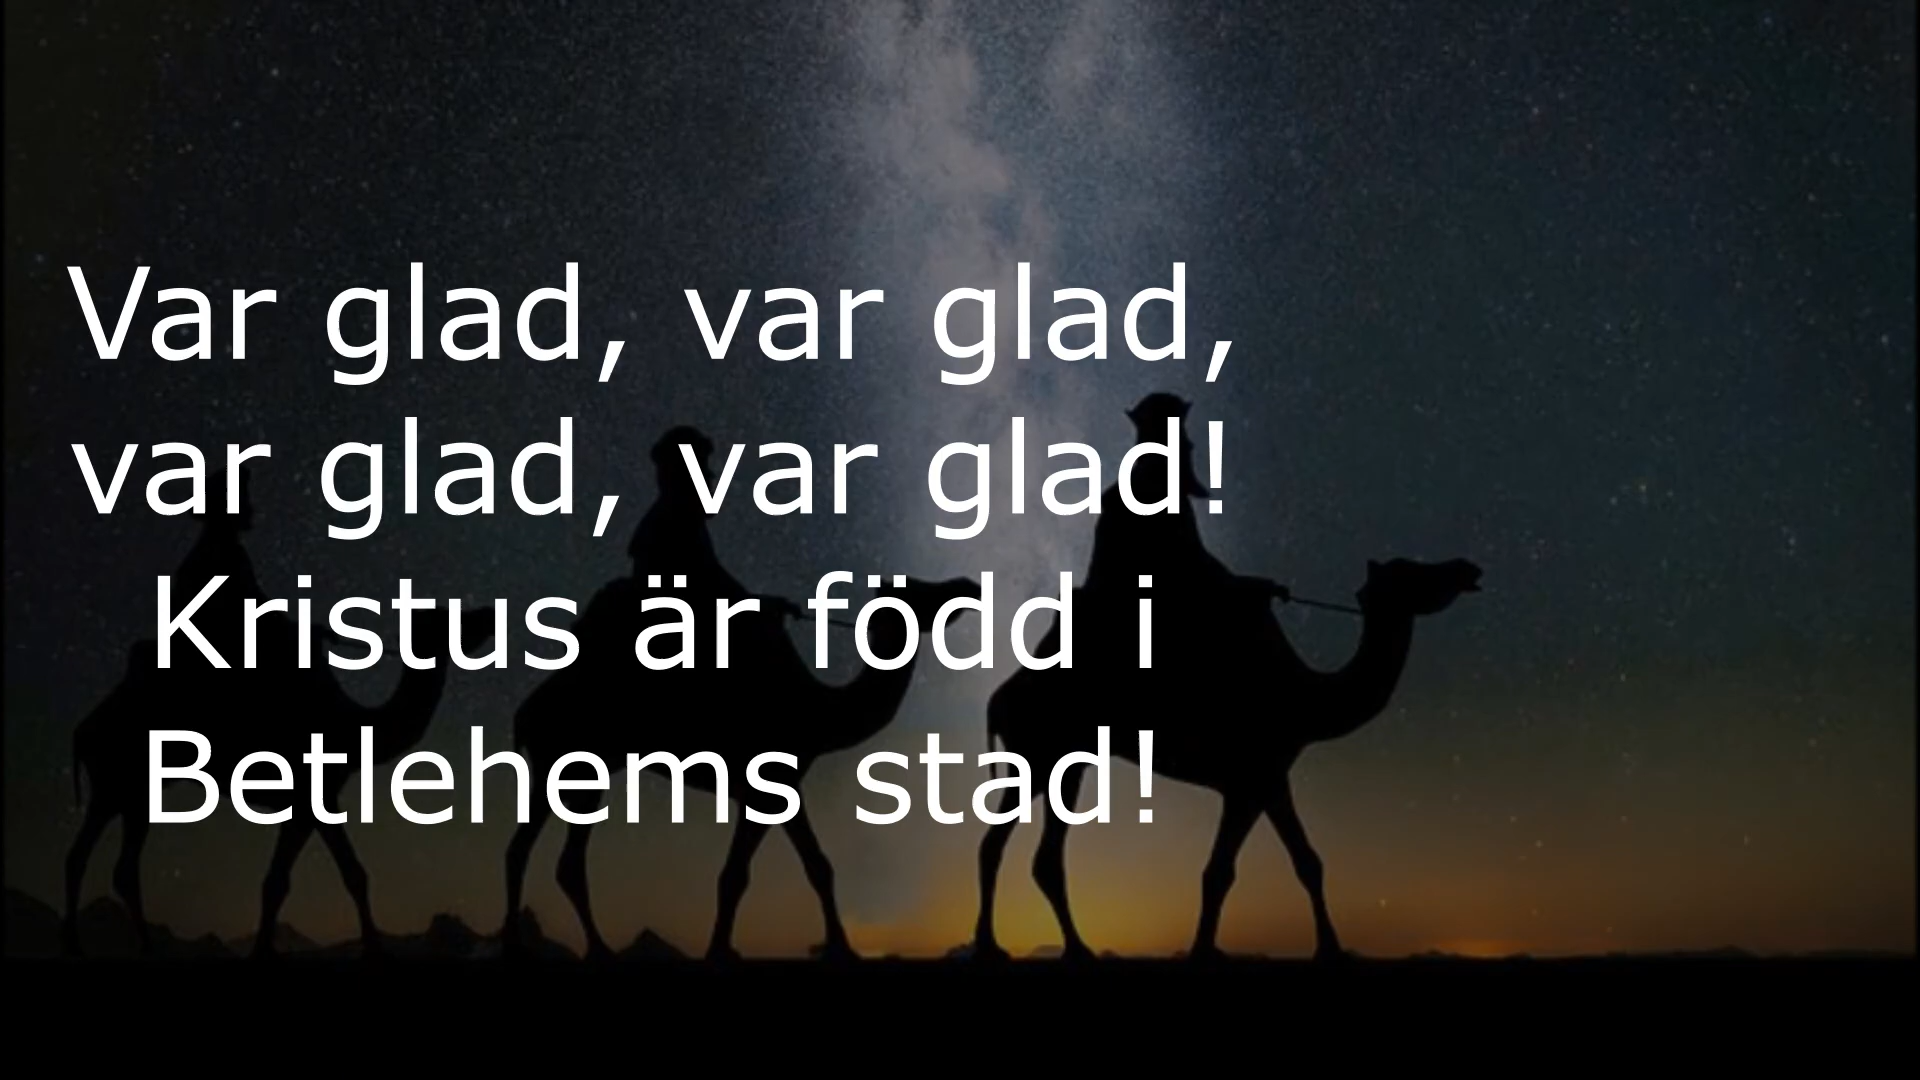 Var glad, var glad,
var glad, var glad!
Kristus är född i
Betlehems stad!